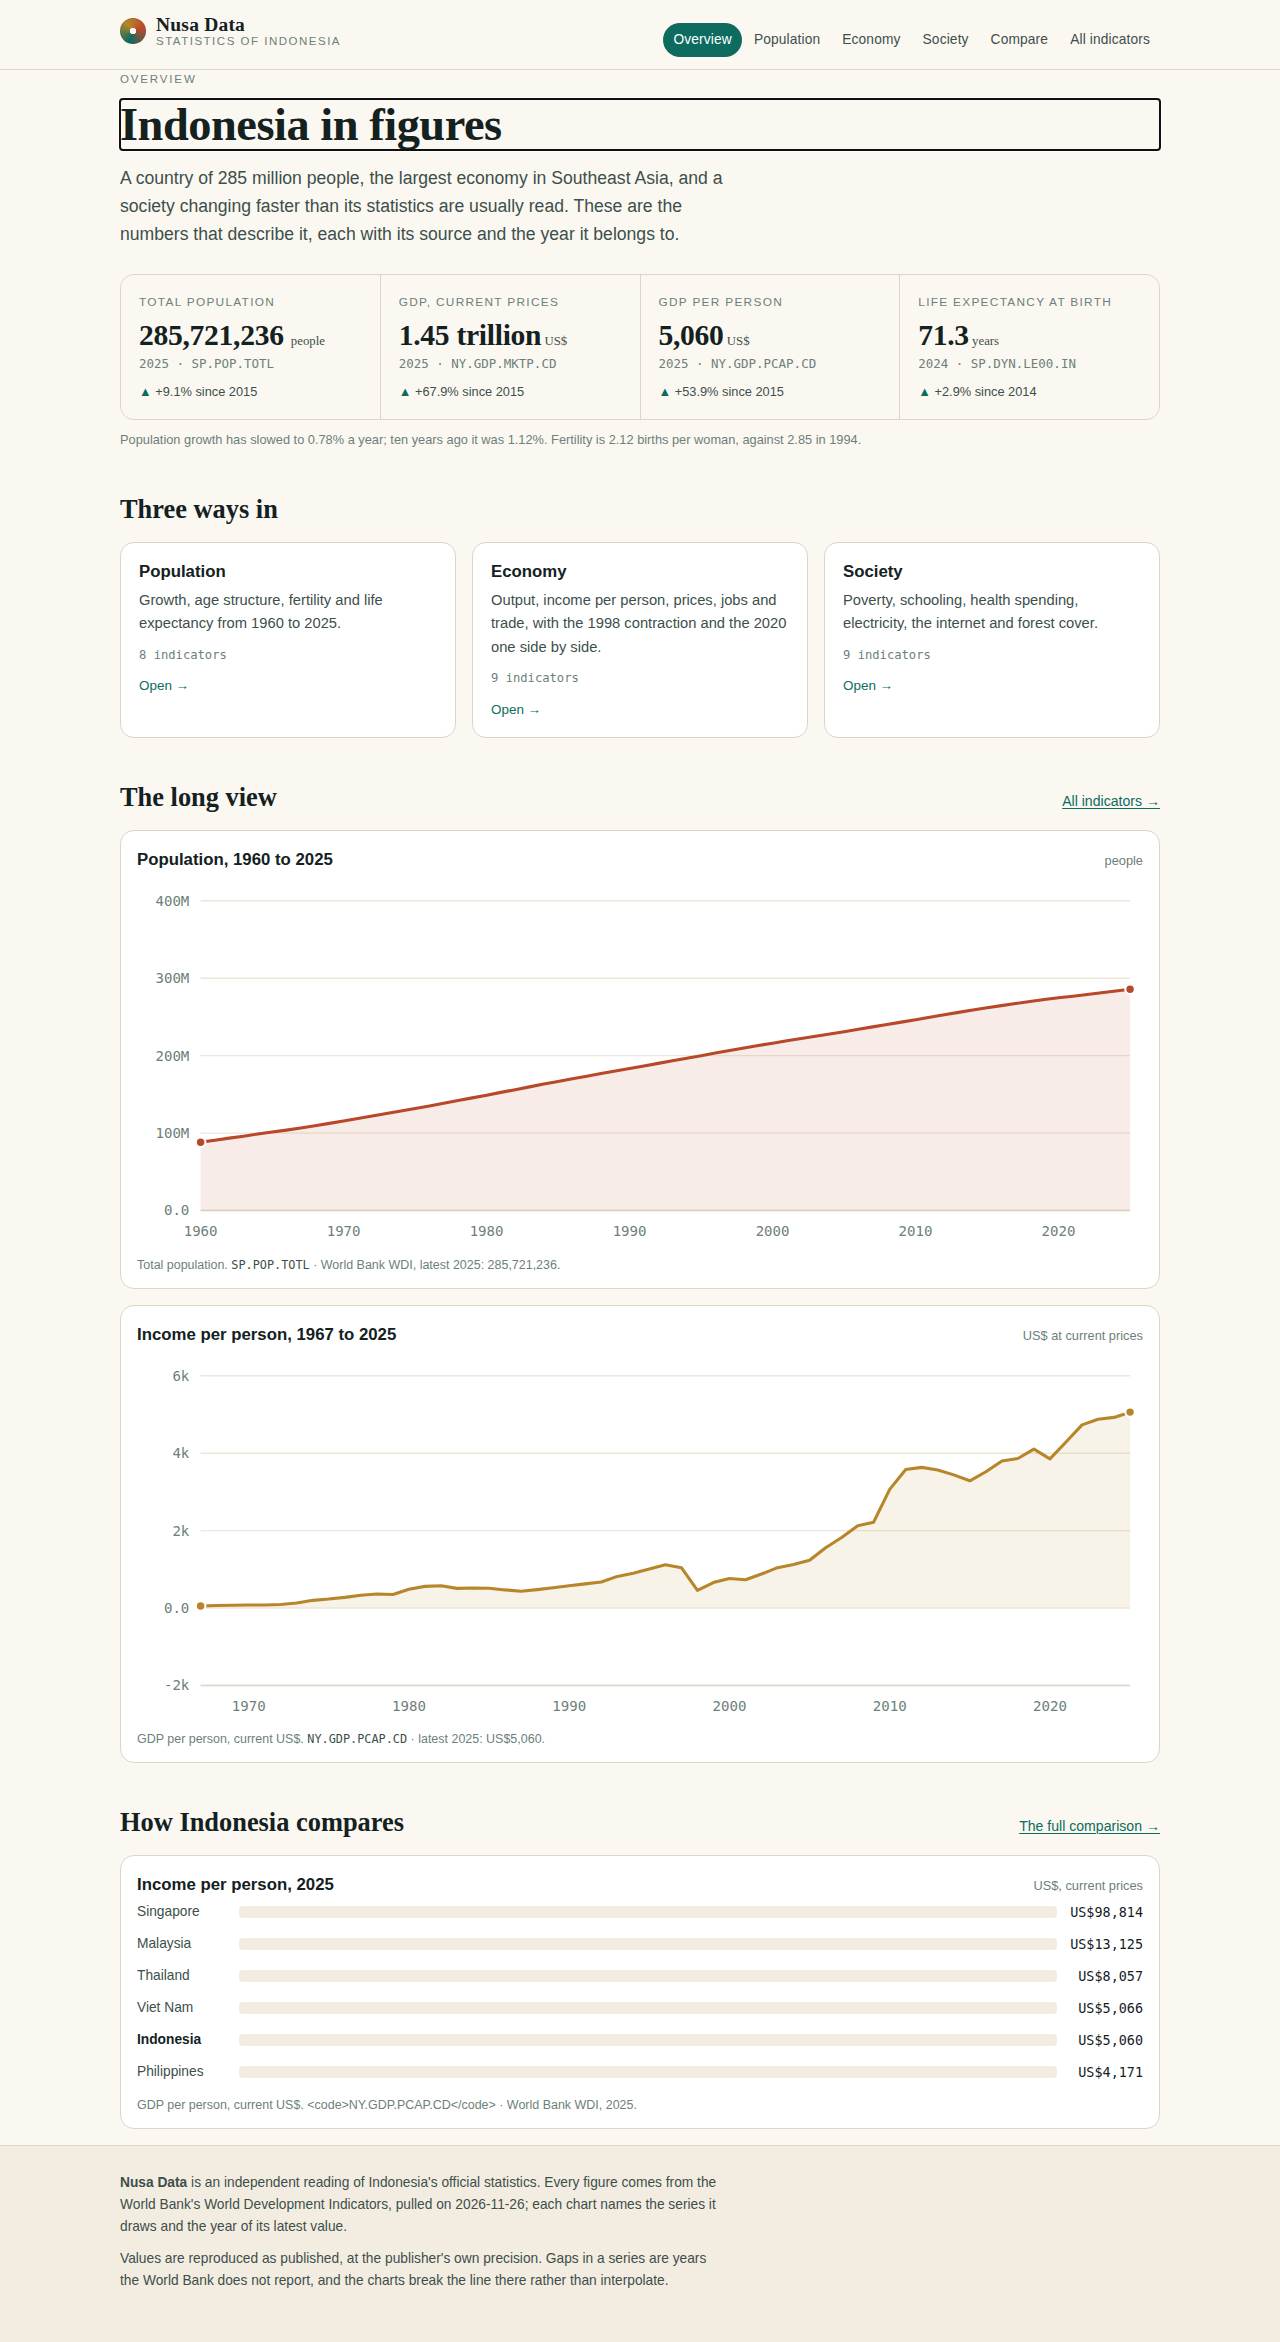 Nusa Data
STATISTICS OF INDONESIA
Overview
Population
Economy
Society
Compare
All indicators
OVERVIEW
Indonesia in figures
A country of 285 million people, the largest economy in Southeast Asia, and a
society changing faster than its statistics are usually read. These are the
numbers that describe it, each with its source and the year it belongs to.
TOTAL POPULATION
285,721,236 people
2025 · SP.POP.TOTL
▲ +9.1% since 2015
GDP, CURRENT PRICES
1.45 trillion US$
2025 · NY.GDP.MKTP.CD
▲ +67.9% since 2015
GDP PER PERSON
5,060 US$
2025 · NY.GDP.PCAP.CD
▲ +53.9% since 2015
LIFE EXPECTANCY AT BIRTH
71.3 years
2024 · SP.DYN.LE00.IN
▲ +2.9% since 2014
Population growth has slowed to 0.78% a year; ten years ago it was 1.12%. Fertility is 2.12 births per woman, against 2.85 in 1994.
Three ways in
Population
Growth, age structure, fertility and life
expectancy from 1960 to 2025.
8 indicators
Open →
Economy
Output, income per person, prices, jobs and
trade, with the 1998 contraction and the 2020
one side by side.
9 indicators
Open →
Society
Poverty, schooling, health spending,
electricity, the internet and forest cover.
9 indicators
Open →
The long view
All indicators →
Population, 1960 to 2025
people
400M
300M
200M
100M
0.0
1960 1970 1980 1990 2000 2010 2020
Total population. SP.POP.TOTL · World Bank WDI, latest 2025: 285,721,236.
Income per person, 1967 to 2025
US$ at current prices
6k
4k
2k
0.0
-2k
1970 1980 1990 2000 2010 2020
GDP per person, current US$. NY.GDP.PCAP.CD · latest 2025: US$5,060.
How Indonesia compares
The full comparison →
Income per person, 2025
US$, current prices
Singapore US$98,814
Malaysia US$13,125
Thailand US$8,057
Viet Nam US$5,066
Indonesia US$5,060
Philippines US$4,171
GDP per person, current US$. &lt;code&gt;NY.GDP.PCAP.CD&lt;/code&gt; · World Bank WDI, 2025.
Nusa Data is an independent reading of Indonesia's official statistics. Every figure comes from the
World Bank's World Development Indicators, pulled on 2026-11-26; each chart names the series it
draws and the year of its latest value.
Values are reproduced as published, at the publisher's own precision. Gaps in a series are years
the World Bank does not report, and the charts break the line there rather than interpolate.